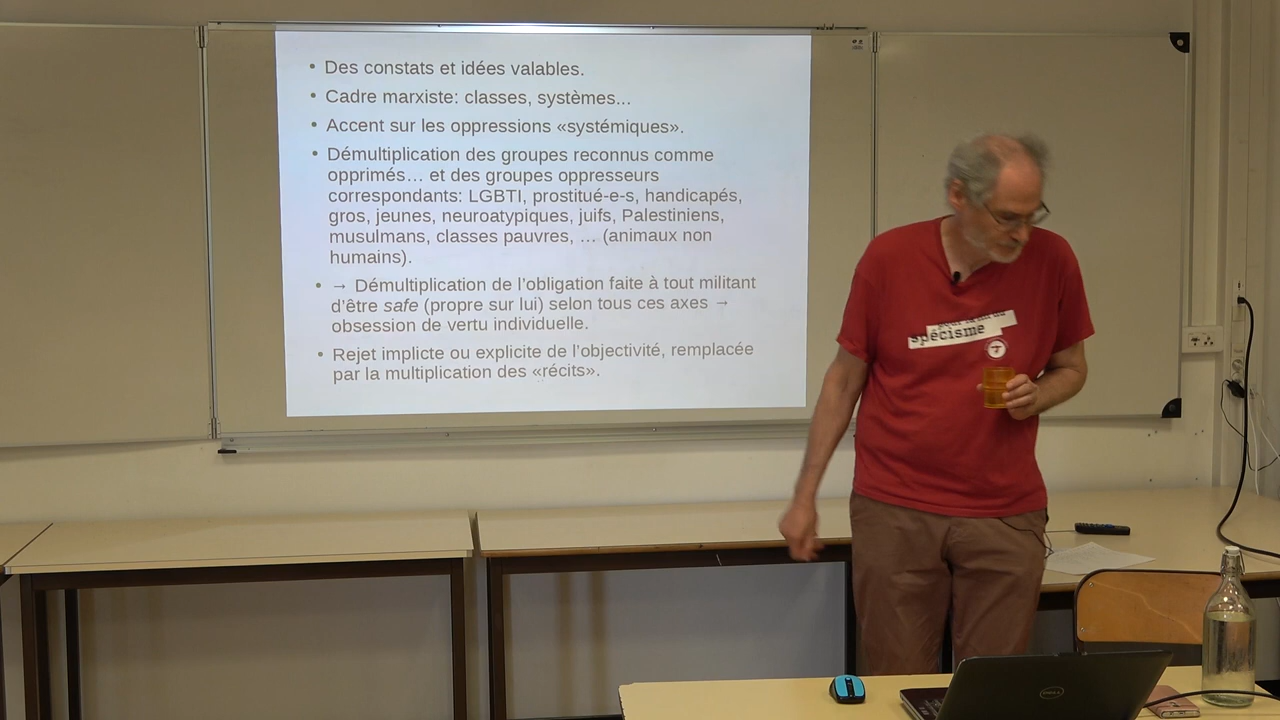 • Des constats et idées valables.
• Cadre marxiste: classes, systèmes...
• Accent sur les oppressions «systémiques».
• Démultiplication des groupes reconnus comme
opprimés… et des groupes oppresseurs
correspondants: LGBTI, prostitué-e-s, handicapés,
gros, jeunes, neuroatypiques, juifs, Palestiniens,
musulmans, classes pauvres, … (animaux non
humains).
• → Démultiplication de l’obligation faite à tout militant
d’être safe (propre sur lui) selon tous ces axes →
obsession de vertu individuelle.
• Rejet implicite ou explicite de l’objectivité, remplacée
par la multiplication des «récits».
spécisme
DELL